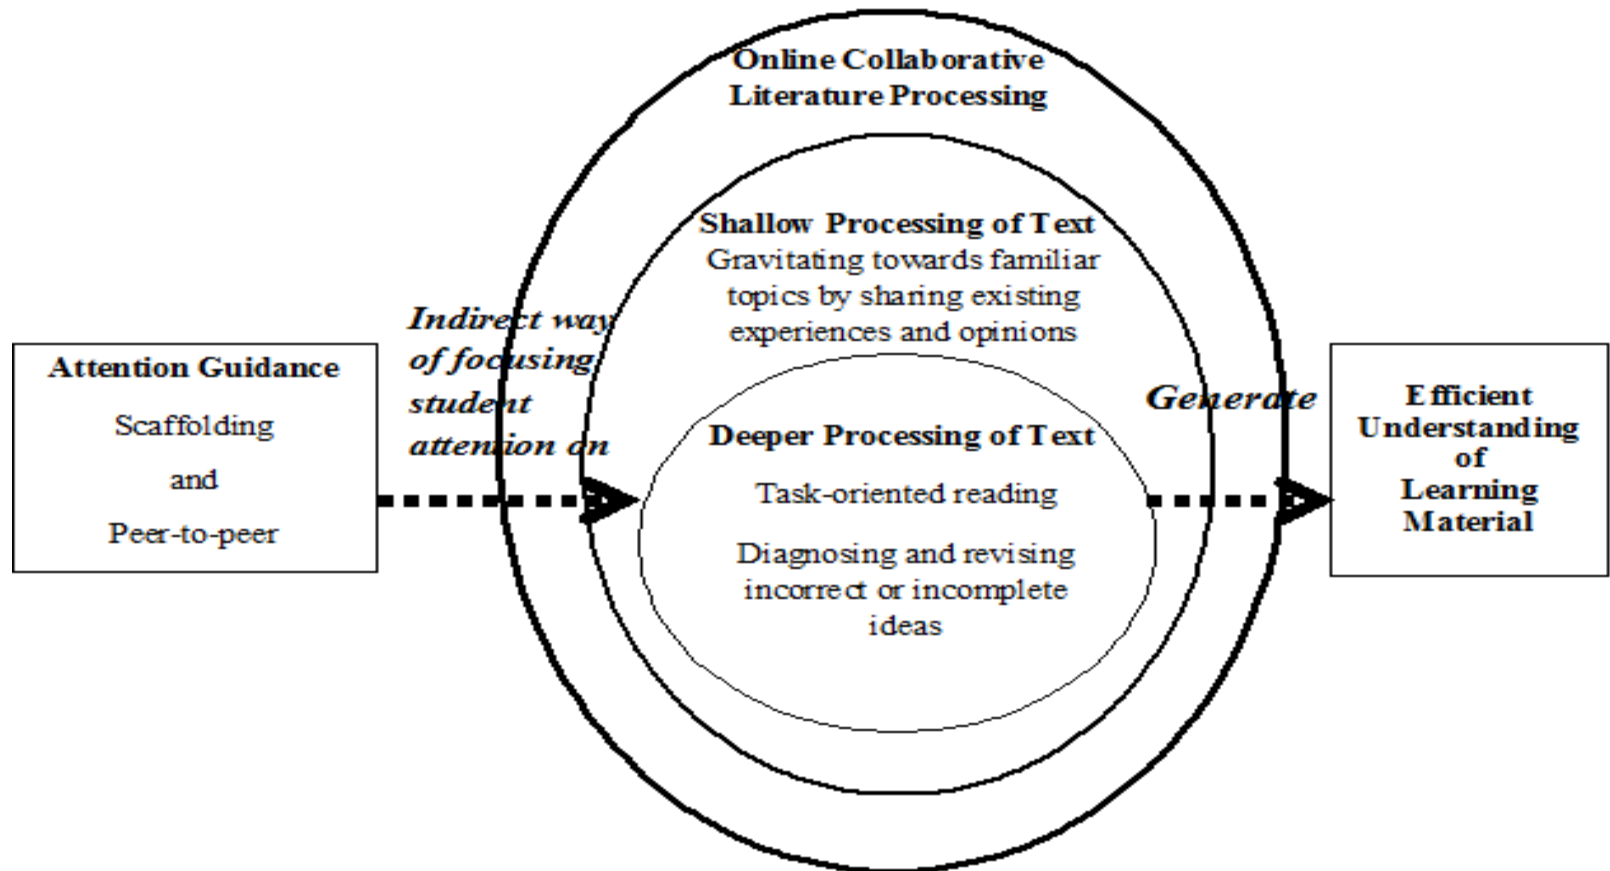 Online Collaborative
Literature Processing
Shallow Processing of Text
Gravitating towards familiar
topics by sharing existing
experiences and opinions
Indirect way
of focusing
student
attention on
Attention Guidance
Scaffolding
and
Peer-to-peer
Deeper Processing of Text
Task-oriented reading
Diagnosing and revising
incorrect or incomplete
ideas
Generate
Efficient
Understanding
of
Learning
Material